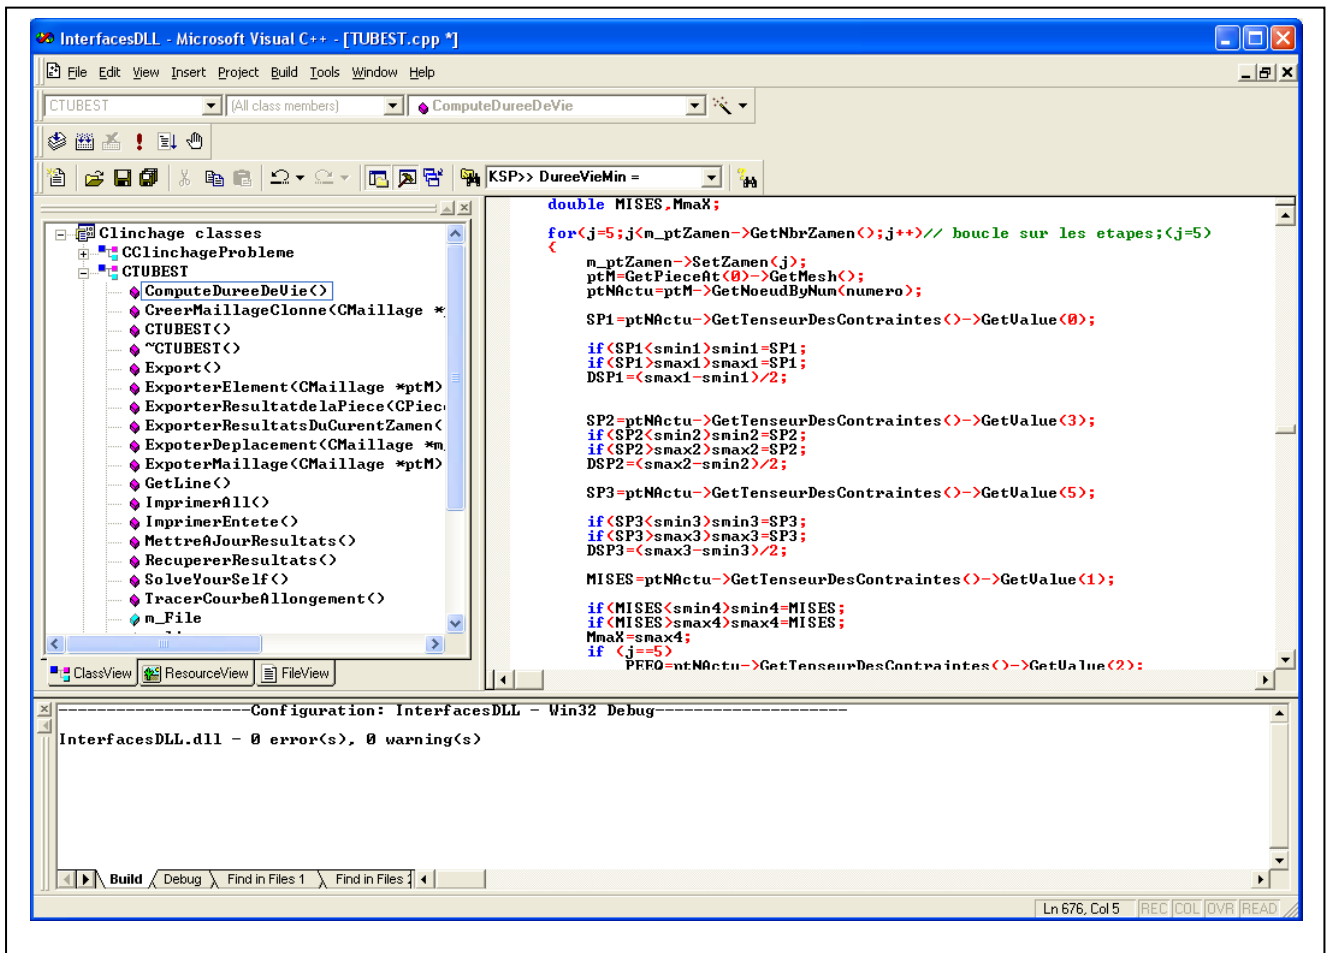 InterfacesDLL - Microsoft Visual C++ - [TUBEST.cpp *]
File Edit View Insert Project Build Tools Window Help
CTUBEST (All class members) ComputeDureeDeVie
KSP>> DureeVieMin =
Clinchage classes
CClinchageProbleme
CTUBEST
ComputeDureeDeVie()
CreerMaillageClonne(CMaillage *
CTUBEST()
~CTUBEST()
Export()
ExporterElement(CMaillage *ptM)
ExporterResultatdelaPiece(CPiec
ExporterResultatsDuCurentZamen(
ExpoterDeplacement(CMaillage *m
ExpoterMaillage(CMaillage *ptM)
GetLine()
ImprimerAll()
ImprimerEntete()
MettreAJourResultats()
RecupererResultats()
SolveYourSelf()
TracerCourbeAllongement()
m_File
ClassView ResourceView FileView
double MISES,MmaX;
for(j=5;j<m_ptZamen->GetNbrZamen();j++)// boucle sur les etapes;(j=5)
{
m_ptZamen->SetZamen(j);
ptM=GetPieceAt(0)->GetMesh();
ptNActu=ptM->GetNoeudByNum(numero);
SP1=ptNActu->GetTenseurDesContraintes()->GetValue(0);
if(SP1<smin1)smin1=SP1;
if(SP1>smax1)smax1=SP1;
DSP1=(smax1-smin1)/2;
SP2=ptNActu->GetTenseurDesContraintes()->GetValue(3);
if(SP2<smin2)smin2=SP2;
if(SP2>smax2)smax2=SP2;
DSP2=(smax2-smin2)/2;
SP3=ptNActu->GetTenseurDesContraintes()->GetValue(5);
if(SP3<smin3)smin3=SP3;
if(SP3>smax3)smax3=SP3;
DSP3=(smax3-smin3)/2;
MISES=ptNActu->GetTenseurDesContraintes()->GetValue(1);
if(MISES<smin4)smin4=MISES;
if(MISES>smax4)smax4=MISES;
MmaX=smax4;
if (j==5)
PEEQ=ptNActu->GetTenseurDesContraintes()->GetValue(2);
--------------------Configuration: InterfacesDLL - Win32 Debug--------------------
InterfacesDLL.dll - 0 error(s), 0 warning(s)
Build Debug Find in Files 1 Find in Files 2
Ln 676, Col 5 REC COL OVR READ